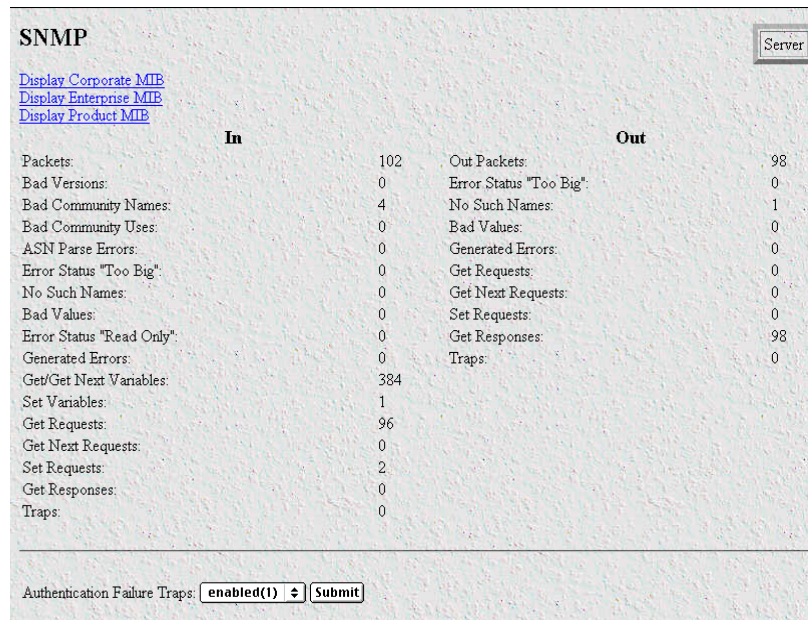 SNMP
Server
Display Corporate MIB
Display Enterprise MIB
Display Product MIB
In Out
Packets: 102 Out Packets: 98
Bad Versions: 0 Error Status "Too Big": 0
Bad Community Names: 4 No Such Names: 1
Bad Community Uses: 0 Bad Values: 0
ASN Parse Errors: 0 Generated Errors: 0
Error Status "Too Big": 0 Get Requests: 0
No Such Names: 0 Get Next Requests: 0
Bad Values: 0 Set Requests: 0
Error Status "Read Only": 0 Get Responses: 98
Generated Errors: 0 Traps: 0
Get/Get Next Variables: 384
Set Variables: 1
Get Requests: 96
Get Next Requests: 0
Set Requests: 2
Get Responses: 0
Traps: 0
Authentication Failure Traps: enabled(1) Submit